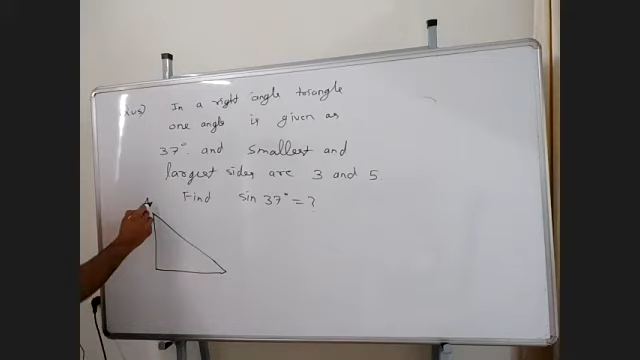 Ques) In a right angle triangle
one angle is given as
37° and smallest and
largest sides are 3 and 5.
Find sin 37° = ?
A